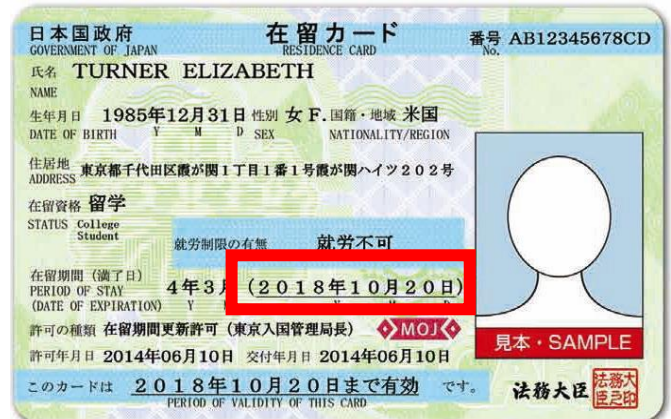 日本国政府 在留カード 番号 AB12345678CD
GOVERNMENT OF JAPAN RESIDENCE CARD No.
氏名 TURNER ELIZABETH
NAME
生年月日 1985年12月31日 性別 女 F. 国籍・地域 米国
DATE OF BIRTH Y M D SEX NATIONALITY/REGION
住居地 東京都千代田区霞が関1丁目1番1号霞が関ハイツ202号
ADDRESS
在留資格 留学
STATUS College
Student
就労制限の有無 就労不可
在留期間(満了日) 4年3月 (2018年10月20日)
PERIOD OF STAY
(DATE OF EXPIRATION) Y Y M D
許可の種類 在留期間更新許可(東京入国管理局長) MOJ
見本・SAMPLE
許可年月日 2014年06月10日 交付年月日 2014年06月10日
このカードは 2018年10月20日まで有効 です。
PERIOD OF VALIDITY OF THIS CARD
法務大臣 法務大臣之印